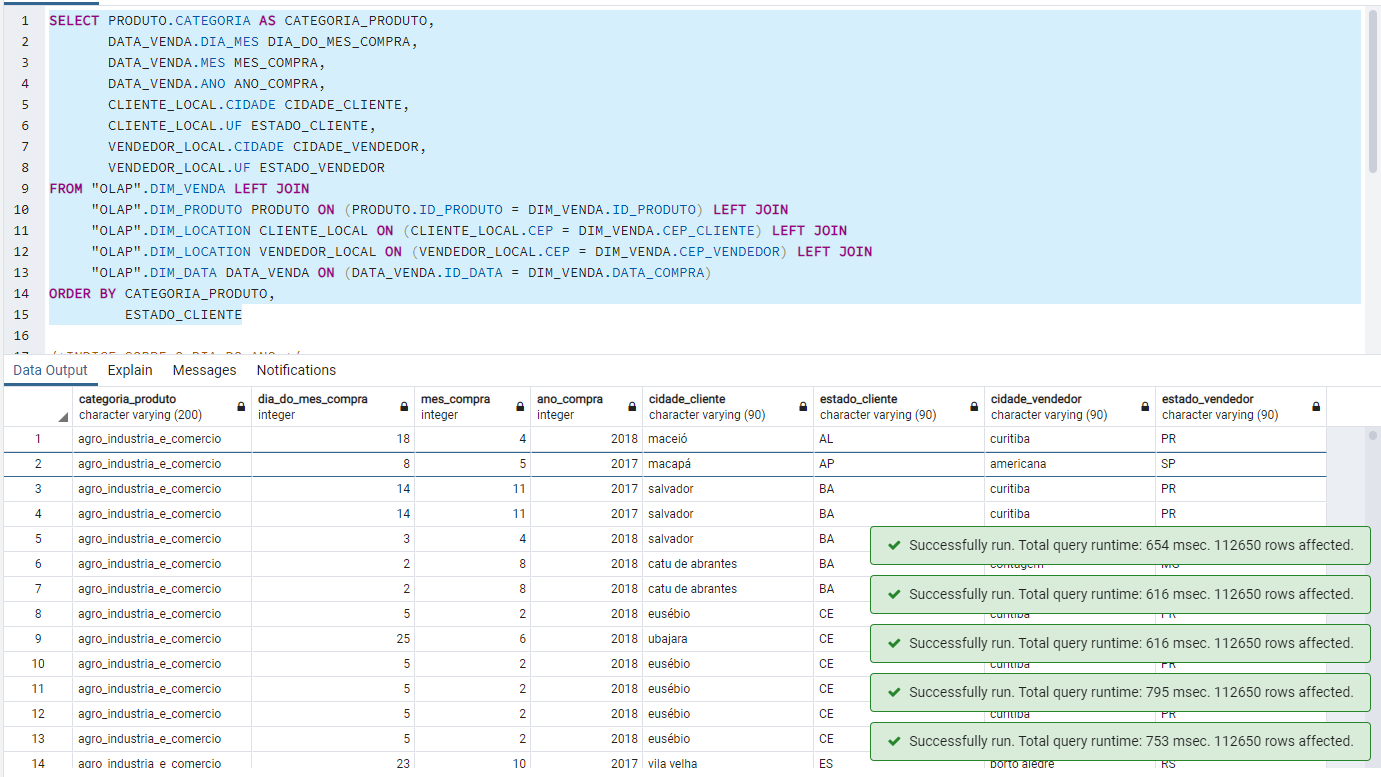 1 SELECT PRODUTO.CATEGORIA AS CATEGORIA_PRODUTO,
2 DATA_VENDA.DIA_MES DIA_DO_MES_COMPRA,
3 DATA_VENDA.MES MES_COMPRA,
4 DATA_VENDA.ANO ANO_COMPRA,
5 CLIENTE_LOCAL.CIDADE CIDADE_CLIENTE,
6 CLIENTE_LOCAL.UF ESTADO_CLIENTE,
7 VENDEDOR_LOCAL.CIDADE CIDADE_VENDEDOR,
8 VENDEDOR_LOCAL.UF ESTADO_VENDEDOR
9 FROM "OLAP".DIM_VENDA LEFT JOIN
10 "OLAP".DIM_PRODUTO PRODUTO ON (PRODUTO.ID_PRODUTO = DIM_VENDA.ID_PRODUTO) LEFT JOIN
11 "OLAP".DIM_LOCATION CLIENTE_LOCAL ON (CLIENTE_LOCAL.CEP = DIM_VENDA.CEP_CLIENTE) LEFT JOIN
12 "OLAP".DIM_LOCATION VENDEDOR_LOCAL ON (VENDEDOR_LOCAL.CEP = DIM_VENDA.CEP_VENDEDOR) LEFT JOIN
13 "OLAP".DIM_DATA DATA_VENDA ON (DATA_VENDA.ID_DATA = DIM_VENDA.DATA_COMPRA)
14 ORDER BY CATEGORIA_PRODUTO,
15 ESTADO_CLIENTE
16
Data Output Explain Messages Notifications
categoria_produto dia_do_mes_compra mes_compra ano_compra cidade_cliente estado_cliente cidade_vendedor estado_vendedor
character varying (200) integer integer integer character varying (90) character varying (90) character varying (90) character varying (90)
1 agro_industria_e_comercio 18 4 2018 maceió AL curitiba PR
2 agro_industria_e_comercio 8 5 2017 macapá AP americana SP
3 agro_industria_e_comercio 14 11 2017 salvador BA curitiba PR
4 agro_industria_e_comercio 14 11 2017 salvador BA curitiba PR
5 agro_industria_e_comercio 3 4 2018 salvador BA
Successfully run. Total query runtime: 654 msec. 112650 rows affected.
6 agro_industria_e_comercio 2 8 2018 catu de abrantes BA
7 agro_industria_e_comercio 2 8 2018 catu de abrantes BA
Successfully run. Total query runtime: 616 msec. 112650 rows affected.
8 agro_industria_e_comercio 5 2 2018 eusébio CE
9 agro_industria_e_comercio 25 6 2018 ubajara CE
Successfully run. Total query runtime: 616 msec. 112650 rows affected.
10 agro_industria_e_comercio 5 2 2018 eusébio CE
11 agro_industria_e_comercio 5 2 2018 eusébio CE
Successfully run. Total query runtime: 795 msec. 112650 rows affected.
12 agro_industria_e_comercio 5 2 2018 eusébio CE
13 agro_industria_e_comercio 5 2 2018 eusébio CE
Successfully run. Total query runtime: 753 msec. 112650 rows affected.
14 agro_industria_e_comercio 23 10 2017 vila velha ES porto alegre RS